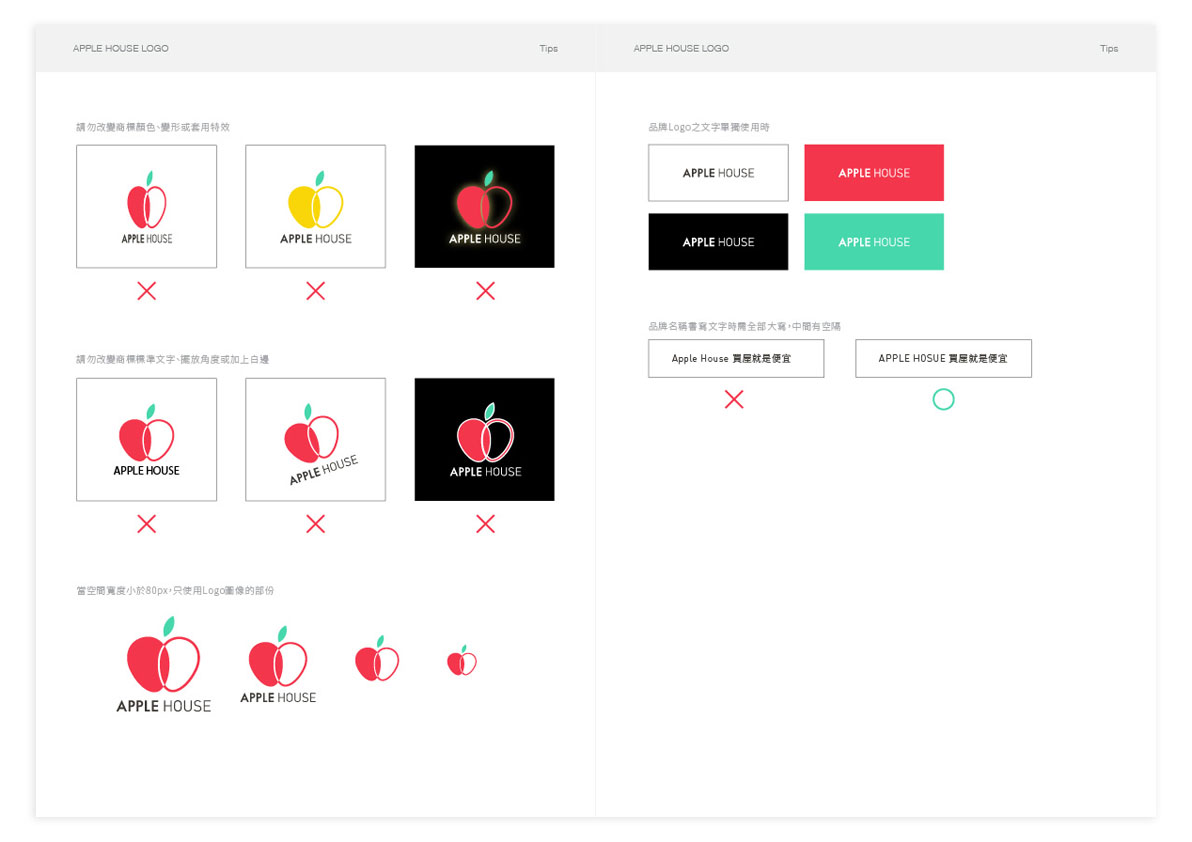 APPLE HOUSE LOGO
Tips
請勿改變商標顏色、變形或套用特效
APPLE HOUSE
APPLE HOUSE
APPLE HOUSE
請勿改變商標標準文字、擺放角度或加上白邊
APPLE HOUSE
APPLE HOUSE
APPLE HOUSE
當空間寬度小於80px，只使用Logo圖像的部份
APPLE HOUSE
APPLE HOUSE
APPLE HOUSE LOGO
Tips
品牌Logo之文字單獨使用時
APPLE HOUSE
APPLE HOUSE
APPLE HOUSE
APPLE HOUSE
品牌名稱書寫文字時需全部大寫，中間有空隔
Apple House 買屋就是便宜
APPLE HOSUE 買屋就是便宜